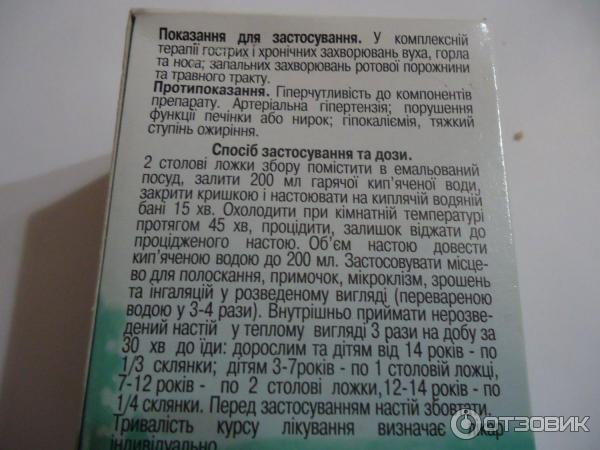 Показання для застосування. У комплексній
терапії гострих і хронічних захворювань вуха, горла
та носа; запальних захворювань ротової порожнини
та травного тракту.
Протипоказання. Гіперчутливість до компонентів
препарату. Артеріальна гіпертензія; порушення
функції печінки або нирок; гіпокаліємія, тяжкий
ступінь ожиріння.
Спосіб застосування та дози.
2 столові ложки збору помістити в емальований
посуд, залити 200 мл гарячої кип'яченої води,
закрити кришкою і настоювати на киплячій водяній
бані 15 хв. Охолодити при кімнатній температурі
протягом 45 хв, процідити, залишок віджати до
процідженого настою. Об'єм настою довести
кип'яченою водою до 200 мл. Застосовувати місце-
во для полоскання, примочок, мікроклізм, зрошень
та інгаляцій у розведеному вигляді (перевареною
водою у 3-4 рази). Внутрішньо приймати нерозве-
дений настій у теплому вигляді 3 рази на добу за
30 хв до їди: дорослим та дітям від 14 років - по
1/3 склянки; дітям 3-7років - по 1 столовій ложці,
7-12 років - по 2 столові ложки,12-14 років - по
1/4 склянки. Перед застосуванням настій збовтати.
Тривалість курсу лікування визначає лікар
індивідуально.
ОТЗОВИК